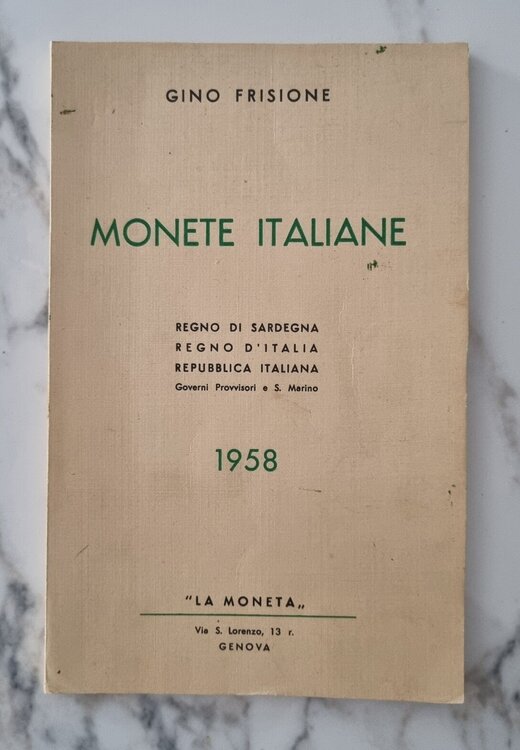 GINO FRISIONE
MONETE ITALIANE
REGNO DI SARDEGNA
REGNO D'ITALIA
REPUBBLICA ITALIANA
Governi Provvisori e S. Marino
1958
"LA MONETA„
Via S. Lorenzo, 13 r.
GENOVA